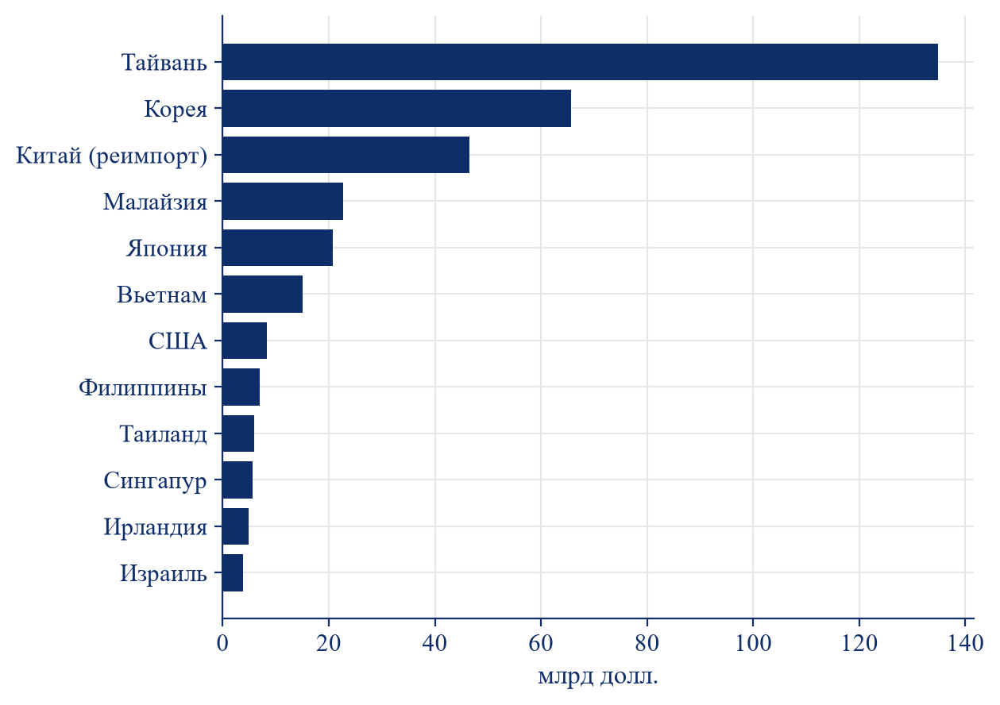 Тайвань
Корея
Китай (реимпорт)
Малайзия
Япония
Вьетнам
США
Филиппины
Таиланд
Сингапур
Ирландия
Израиль
0 20 40 60 80 100 120 140
млрд долл.